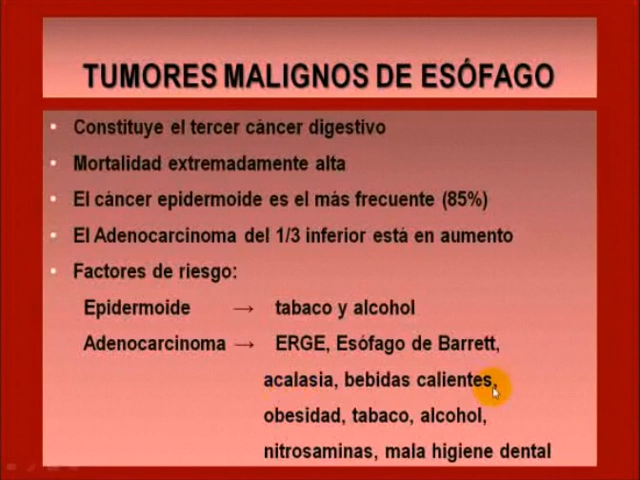 TUMORES MALIGNOS DE ESÓFAGO
• Constituye el tercer cáncer digestivo
• Mortalidad extremadamente alta
• El cáncer epidermoide es el más frecuente (85%)
• El Adenocarcinoma del 1/3 inferior está en aumento
• Factores de riesgo:
Epidermoide → tabaco y alcohol
Adenocarcinoma → ERGE, Esófago de Barrett,
acalasia, bebidas calientes,
obesidad, tabaco, alcohol,
nitrosaminas, mala higiene dental